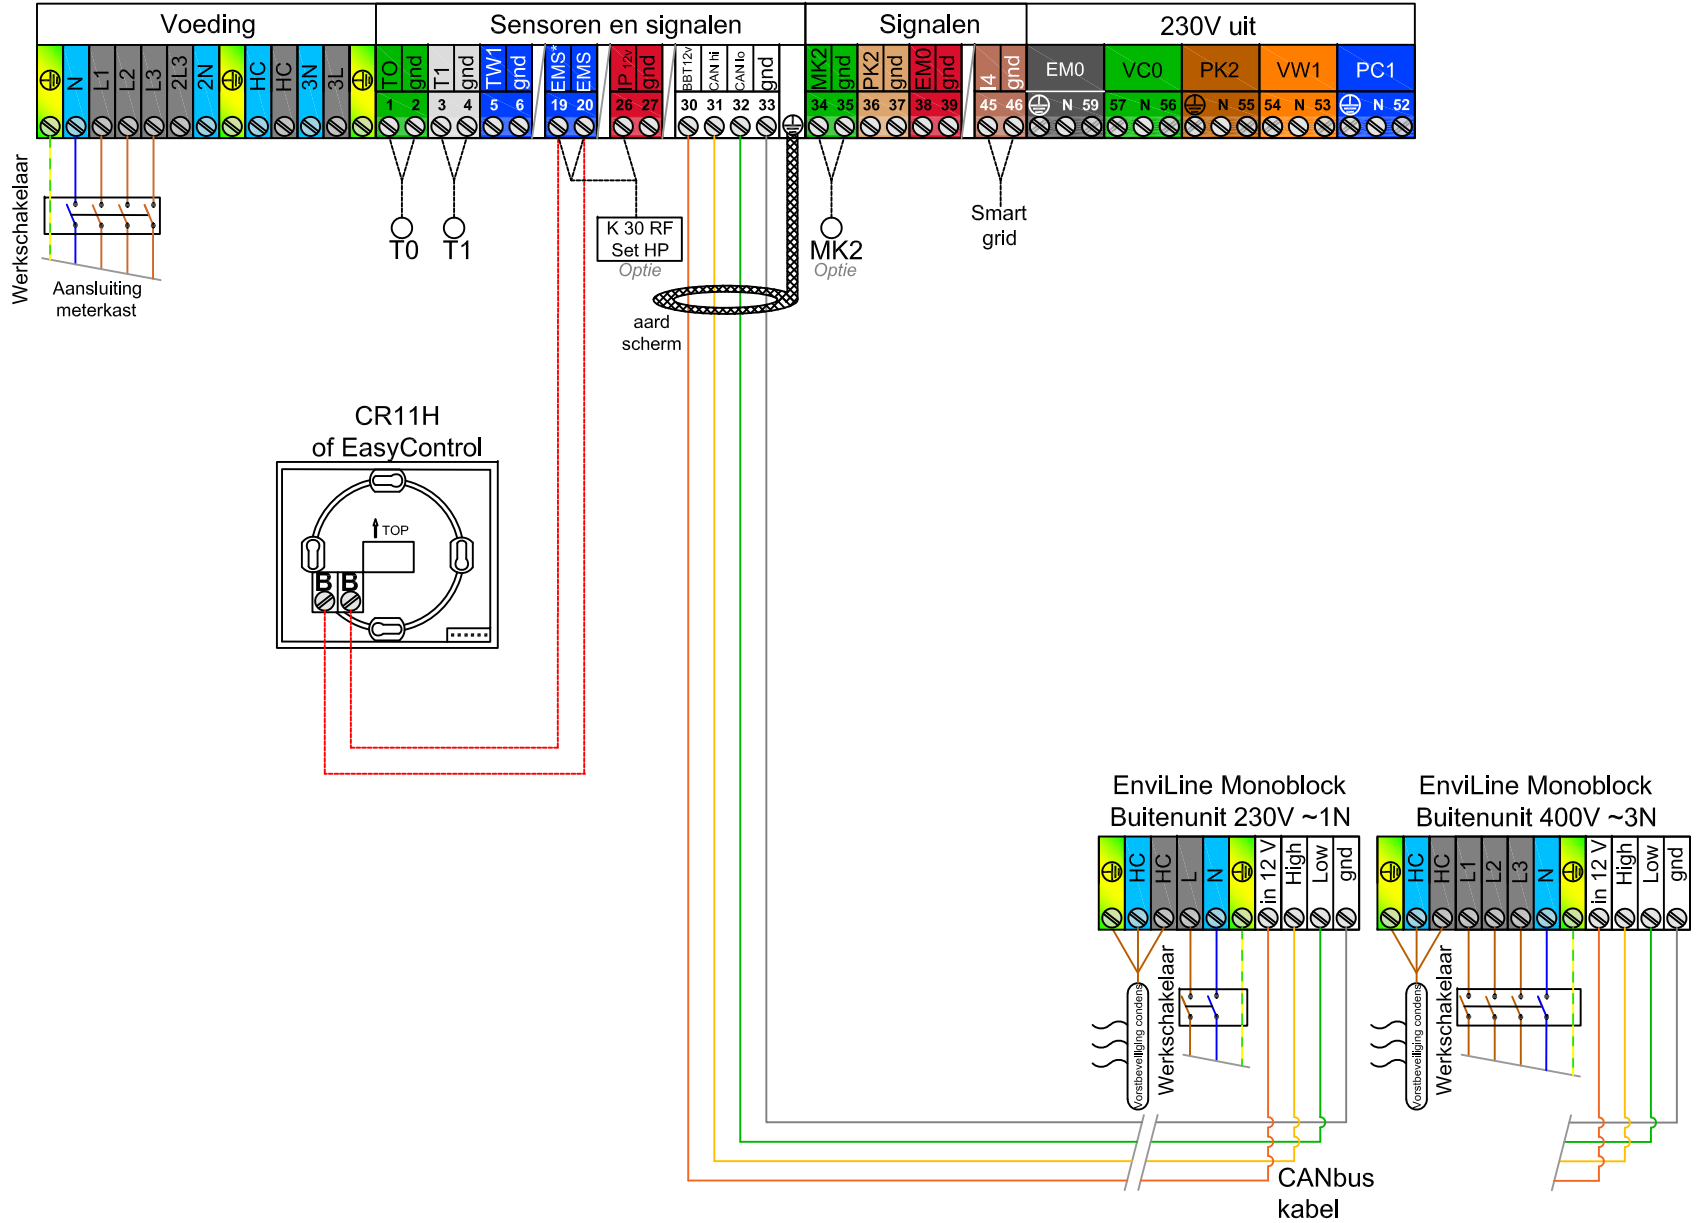 Voeding
Sensoren en signalen
Signalen
230V uit
N L1 L2 L3 2L3 2N HC HC 3N 3L
TO gnd T1 gnd TW1 gnd EMS* EMS IP 12v gnd BBT12v CAN hi CAN lo gnd
MK2 gnd PK2 gnd EM0 gnd I4 gnd
EM0 VC0 PK2 VW1 PC1
1 2 3 4 5 6 19 20 26 27 30 31 32 33
34 35 36 37 38 39 45 46
N 59 57 N 56 N 55 54 N 53 N 52
Werkschakelaar
Aansluiting
meterkast
T0
T1
K 30 RF
Set HP
Optie
MK2
Optie
Smart
grid
aard
scherm
CR11H
of EasyControl
TOP
B B
EnviLine Monoblock
Buitenunit 230V ~1N
HC HC L N in 12 V High Low gnd
Vorstbeveiliging condens
Werkschakelaar
EnviLine Monoblock
Buitenunit 400V ~3N
HC HC L1 L2 L3 N in 12 V High Low gnd
Vorstbeveiliging condens
Werkschakelaar
CANbus
kabel